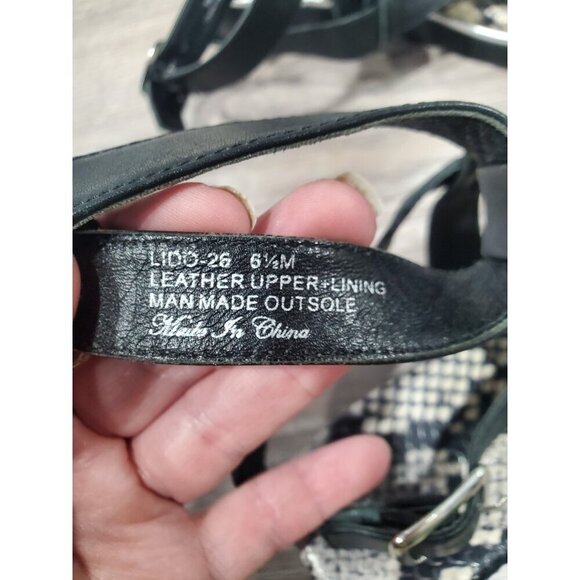 LIDO-26 6½M
LEATHER UPPER+LINING
MAN MADE OUTSOLE
Made In China